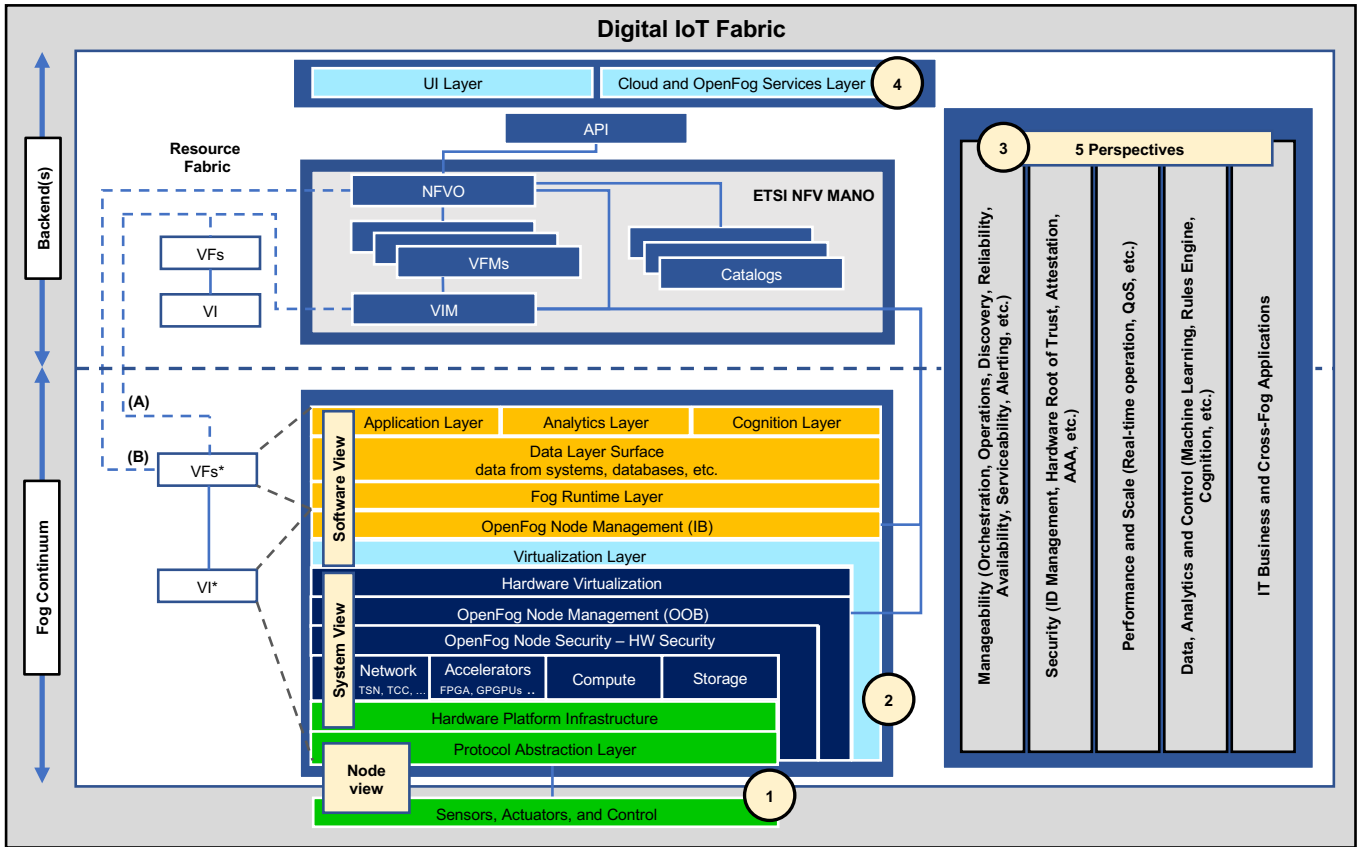 Digital IoT Fabric
UI Layer
Cloud and OpenFog Services Layer
4
API
Resource
Fabric
Backend(s)
NFVO
ETSI NFV MANO
VFMs
Catalogs
VIM
VFs
VI
3
5 Perspectives
Manageability (Orchestration, Operations, Discovery, Reliability,
Availability, Serviceability, Alerting, etc.)
Security (ID Management, Hardware Root of Trust, Attestation,
AAA, etc.)
Performance and Scale (Real-time operation, QoS, etc.)
Data, Analytics and Control (Machine Learning, Rules Engine,
Cognition, etc.)
IT Business and Cross-Fog Applications
Fog Continuum
(A)
(B)
VFs*
VI*
Software View
Application Layer
Analytics Layer
Cognition Layer
Data Layer Surface
data from systems, databases, etc.
Fog Runtime Layer
OpenFog Node Management (IB)
Virtualization Layer
System View
Hardware Virtualization
OpenFog Node Management (OOB)
OpenFog Node Security – HW Security
Network
TSN, TCC, ...
Accelerators
FPGA, GPGPUs ..
Compute
Storage
2
Hardware Platform Infrastructure
Protocol Abstraction Layer
Node
view
1
Sensors, Actuators, and Control